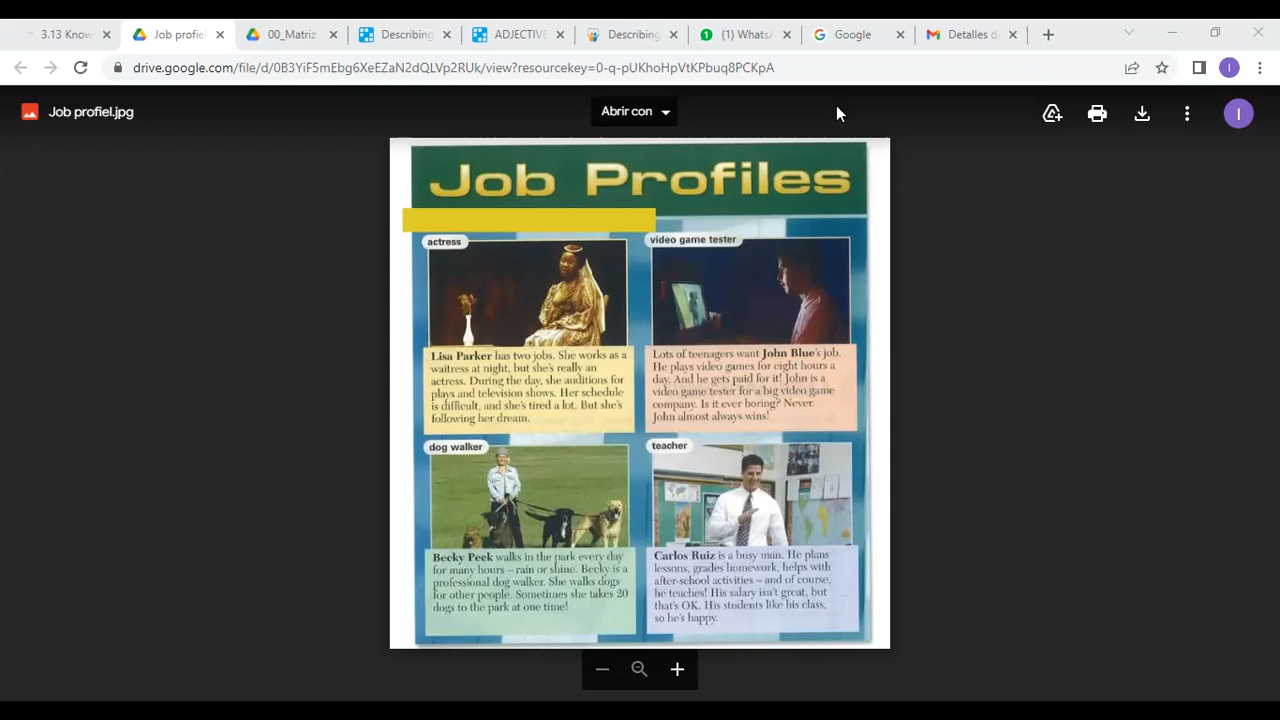 3.13 Know
Job profiel
00_Matriz
Describing
ADJECTIVE
Describing
(1) Whats
Google
Detalles d
drive.google.com/file/d/0B3YiF5mEbg6XeEZaN2dQLVp2RUk/view?resourcekey=0-q-pUKhoHpVtKPbuq8PCKpA
I
Job profiel.jpg
Abrir con
I
Job Profiles
actress
Lisa Parker has two jobs. She works as a
waitress at night, but she's really an
actress. During the day, she auditions for
plays and television shows. Her schedule
is difficult, and she's tired a lot. But she's
following her dream.
video game tester
Lots of teenagers want John Blue's job.
He plays video games for eight hours a
day. And he gets paid for it! John is a
video game tester for a big video game
company. Is it ever boring? Never.
John almost always wins!
dog walker
Becky Peck walks in the park every day
for many hours – rain or shine. Becky is a
professional dog walker. She walks dogs
for other people. Sometimes she takes 20
dogs to the park at one time!
teacher
Carlos Ruiz is a busy man. He plans
lessons, grades homework, helps with
after-school activities – and of course,
he teaches! His salary isn't great, but
that's OK. His students like his class,
so he's happy.